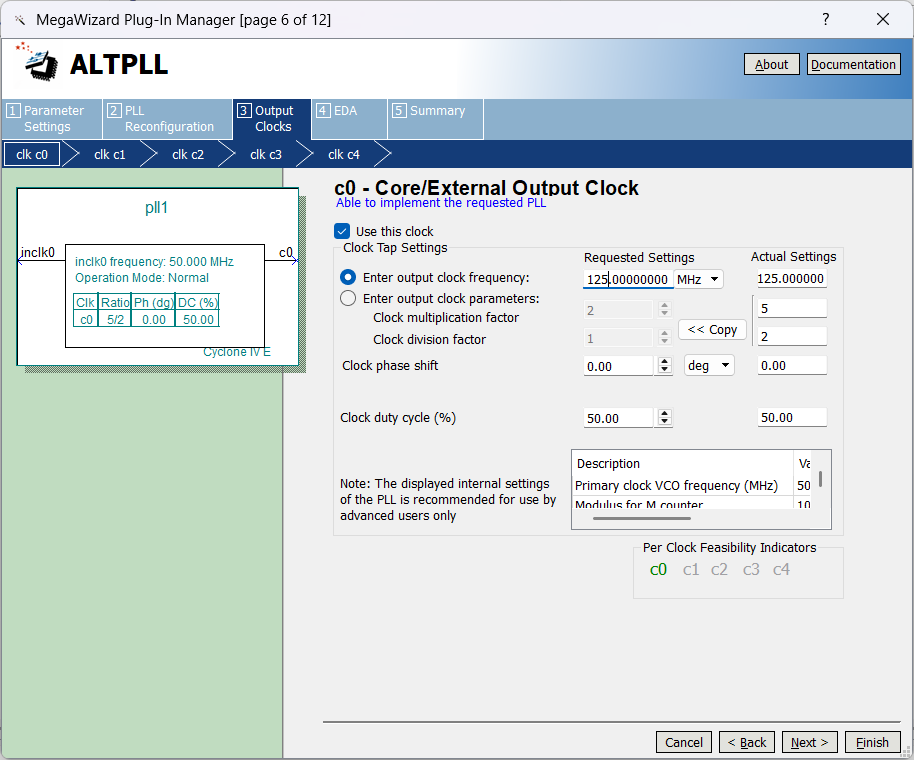 MegaWizard Plug-In Manager [page 6 of 12]
?
ALTPLL
About
Documentation
1 Parameter Settings
2 PLL Reconfiguration
3 Output Clocks
4 EDA
5 Summary
clk c0
clk c1
clk c2
clk c3
clk c4
pll1
inclk0
c0
inclk0 frequency: 50.000 MHz
Operation Mode: Normal
Clk Ratio Ph (dg) DC (%)
c0 5/2 0.00 50.00
Cyclone IV E
c0 - Core/External Output Clock
Able to implement the requested PLL
Use this clock
Clock Tap Settings
Requested Settings
Actual Settings
Enter output clock frequency:
125.00000000
MHz
125.000000
Enter output clock parameters:
Clock multiplication factor
2
5
<< Copy
Clock division factor
1
2
Clock phase shift
0.00
deg
0.00
Clock duty cycle (%)
50.00
50.00
Note: The displayed internal settings
of the PLL is recommended for use by
advanced users only
Description
Primary clock VCO frequency (MHz)
Modulus for M counter
Per Clock Feasibility Indicators
c0 c1 c2 c3 c4
Cancel
< Back
Next >
Finish